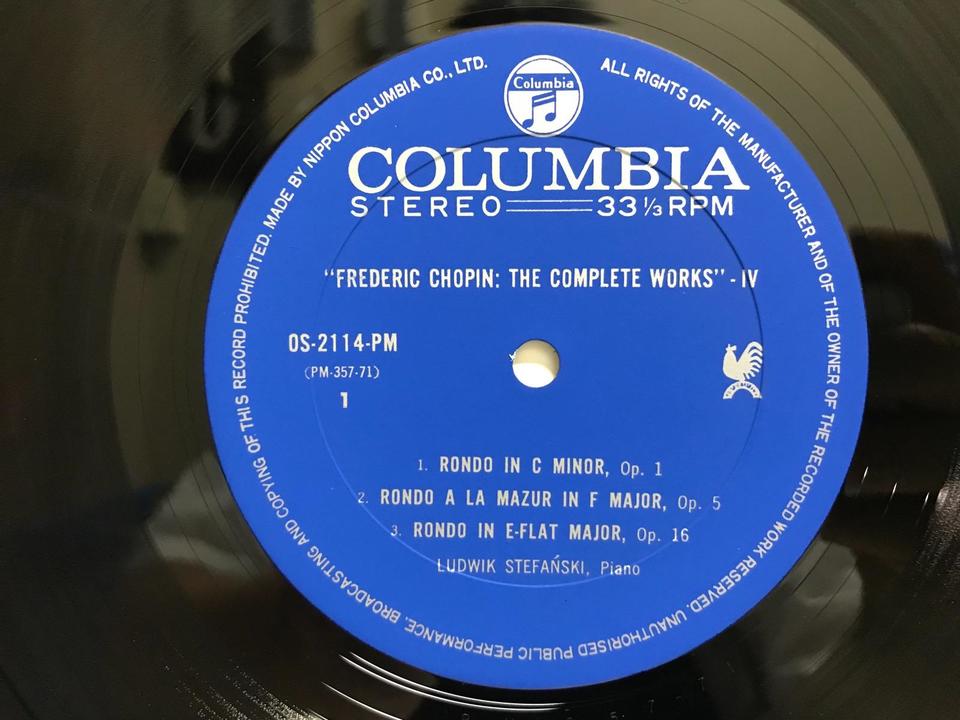 MADE BY NIPPON COLUMBIA CO., LTD.
ALL RIGHTS OF THE MANUFACTURER AND OF THE OWNER OF THE RECORDED WORK RESERVED. UNAUTHORISED PUBLIC PERFORMANCE, BROADCASTING AND COPYING OF THIS RECORD PROHIBITED.
Columbia
COLUMBIA
STEREO 33 1/3 RPM
"FREDERIC CHOPIN: THE COMPLETE WORKS" - IV
OS-2114-PM
(PM-357-71)
1
1. RONDO IN C MINOR, Op. 1
2. RONDO A LA MAZUR IN F MAJOR, Op. 5
3. RONDO IN E-FLAT MAJOR, Op. 16
LUDWIK STEFAŃSKI, Piano